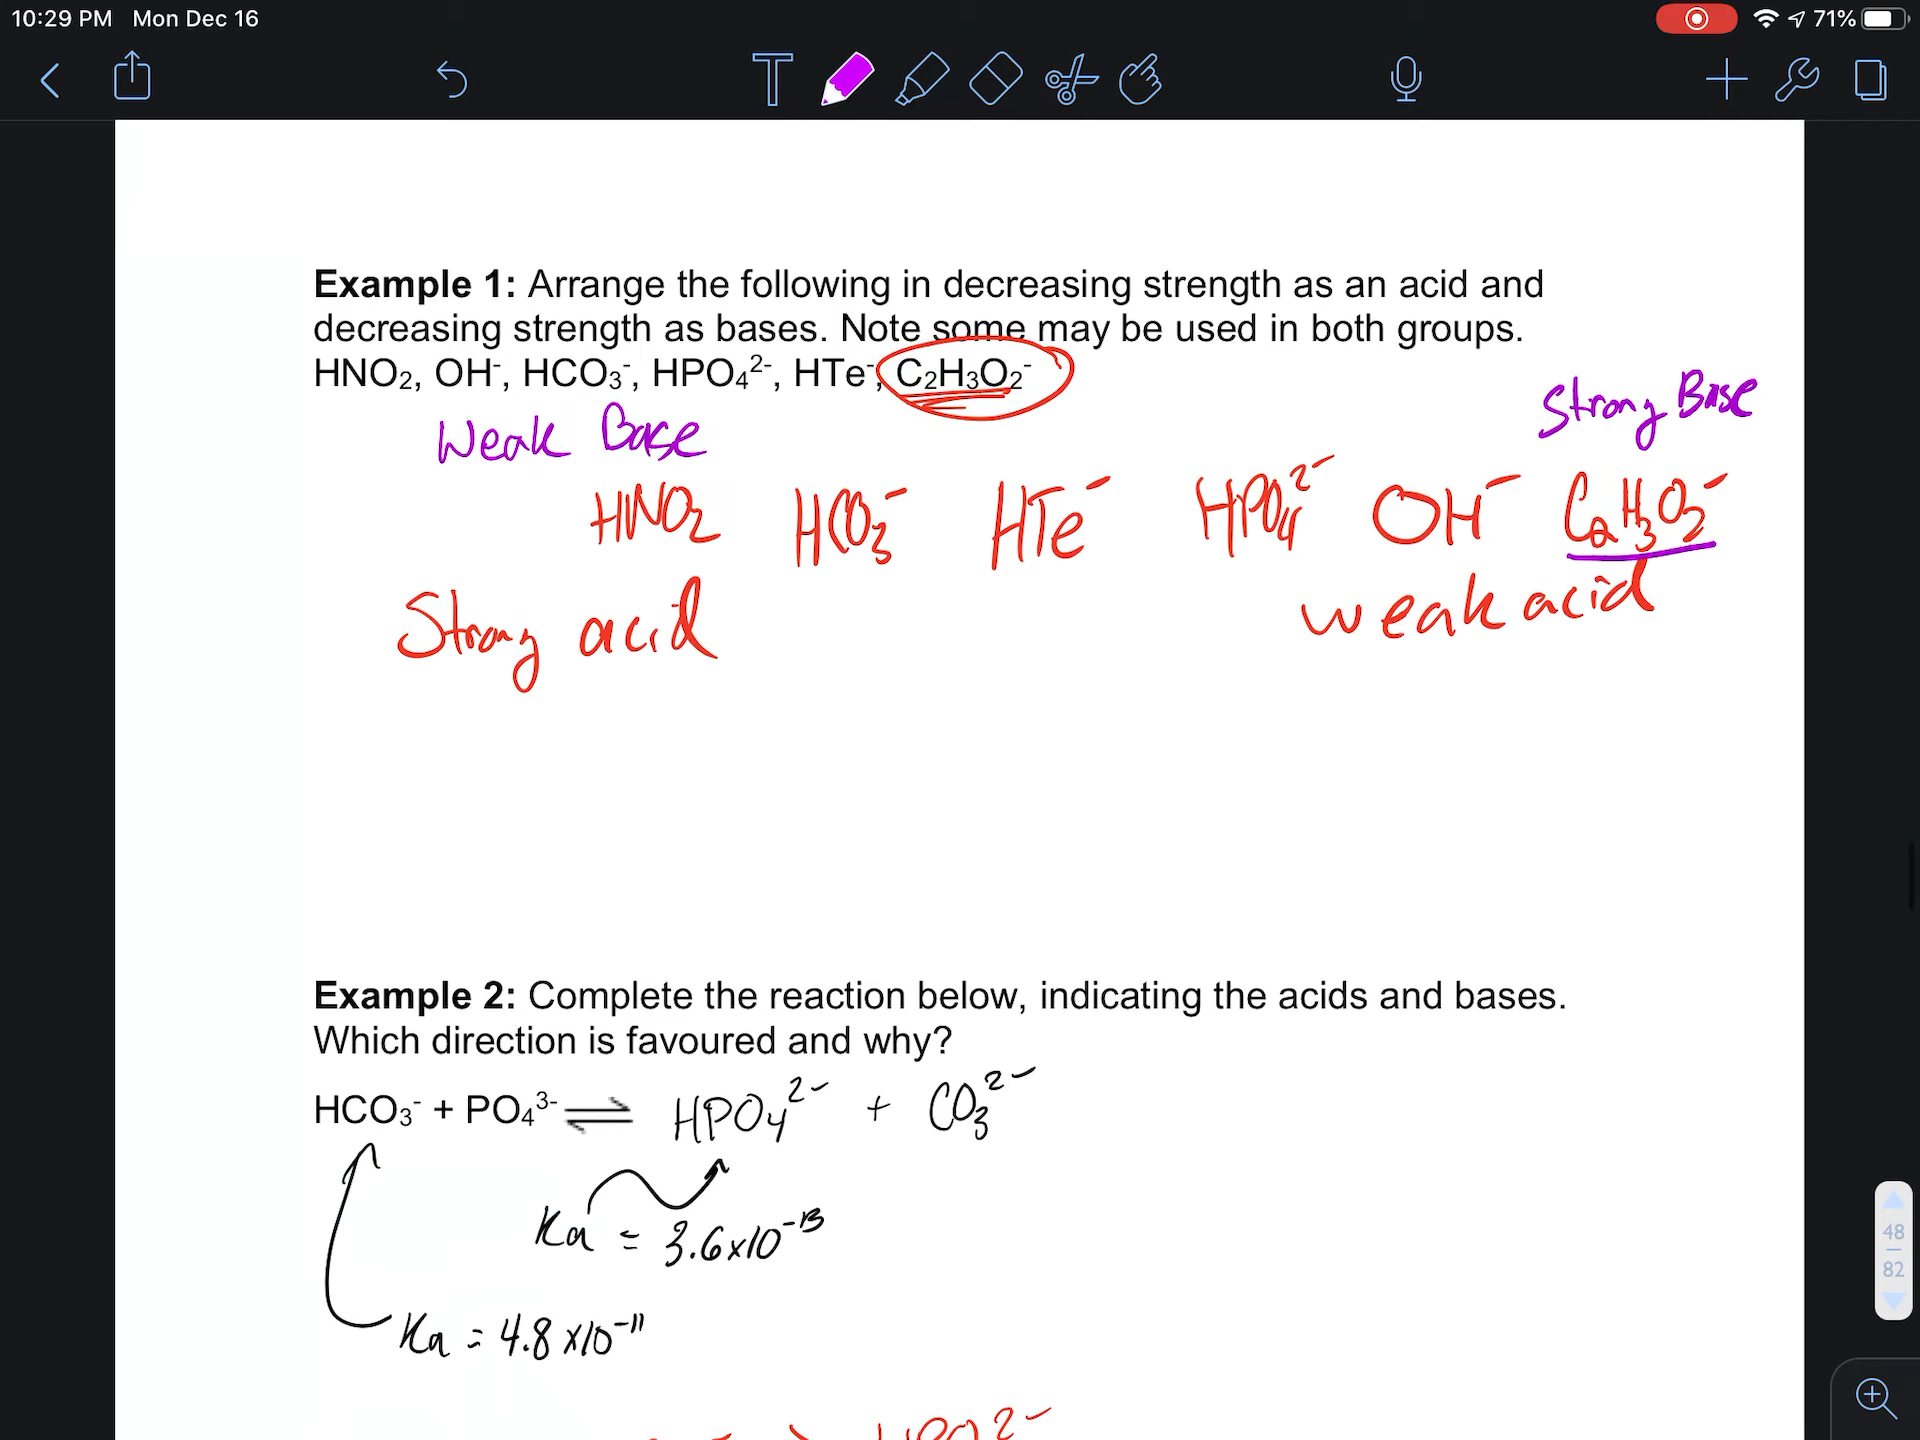 10:29 PM Mon Dec 16
71%
T
Example 1: Arrange the following in decreasing strength as an acid and
decreasing strength as bases. Note some may be used in both groups.
HNO₂, OH⁻, HCO₃⁻, HPO₄²⁻, HTe⁻, C₂H₃O₂⁻
Weak Base
Strong Base
HNO₂ HCO₃⁻ HTe⁻ HPO₄²⁻ OH⁻ C₂H₃O₂⁻
Strong acid
weak acid
Example 2: Complete the reaction below, indicating the acids and bases.
Which direction is favoured and why?
HCO₃⁻ + PO₄³⁻ ⇌ HPO₄²⁻ + CO₃²⁻
Ka = 3.6x10⁻¹³
Ka = 4.8x10⁻¹¹
HPO 2-
48
82